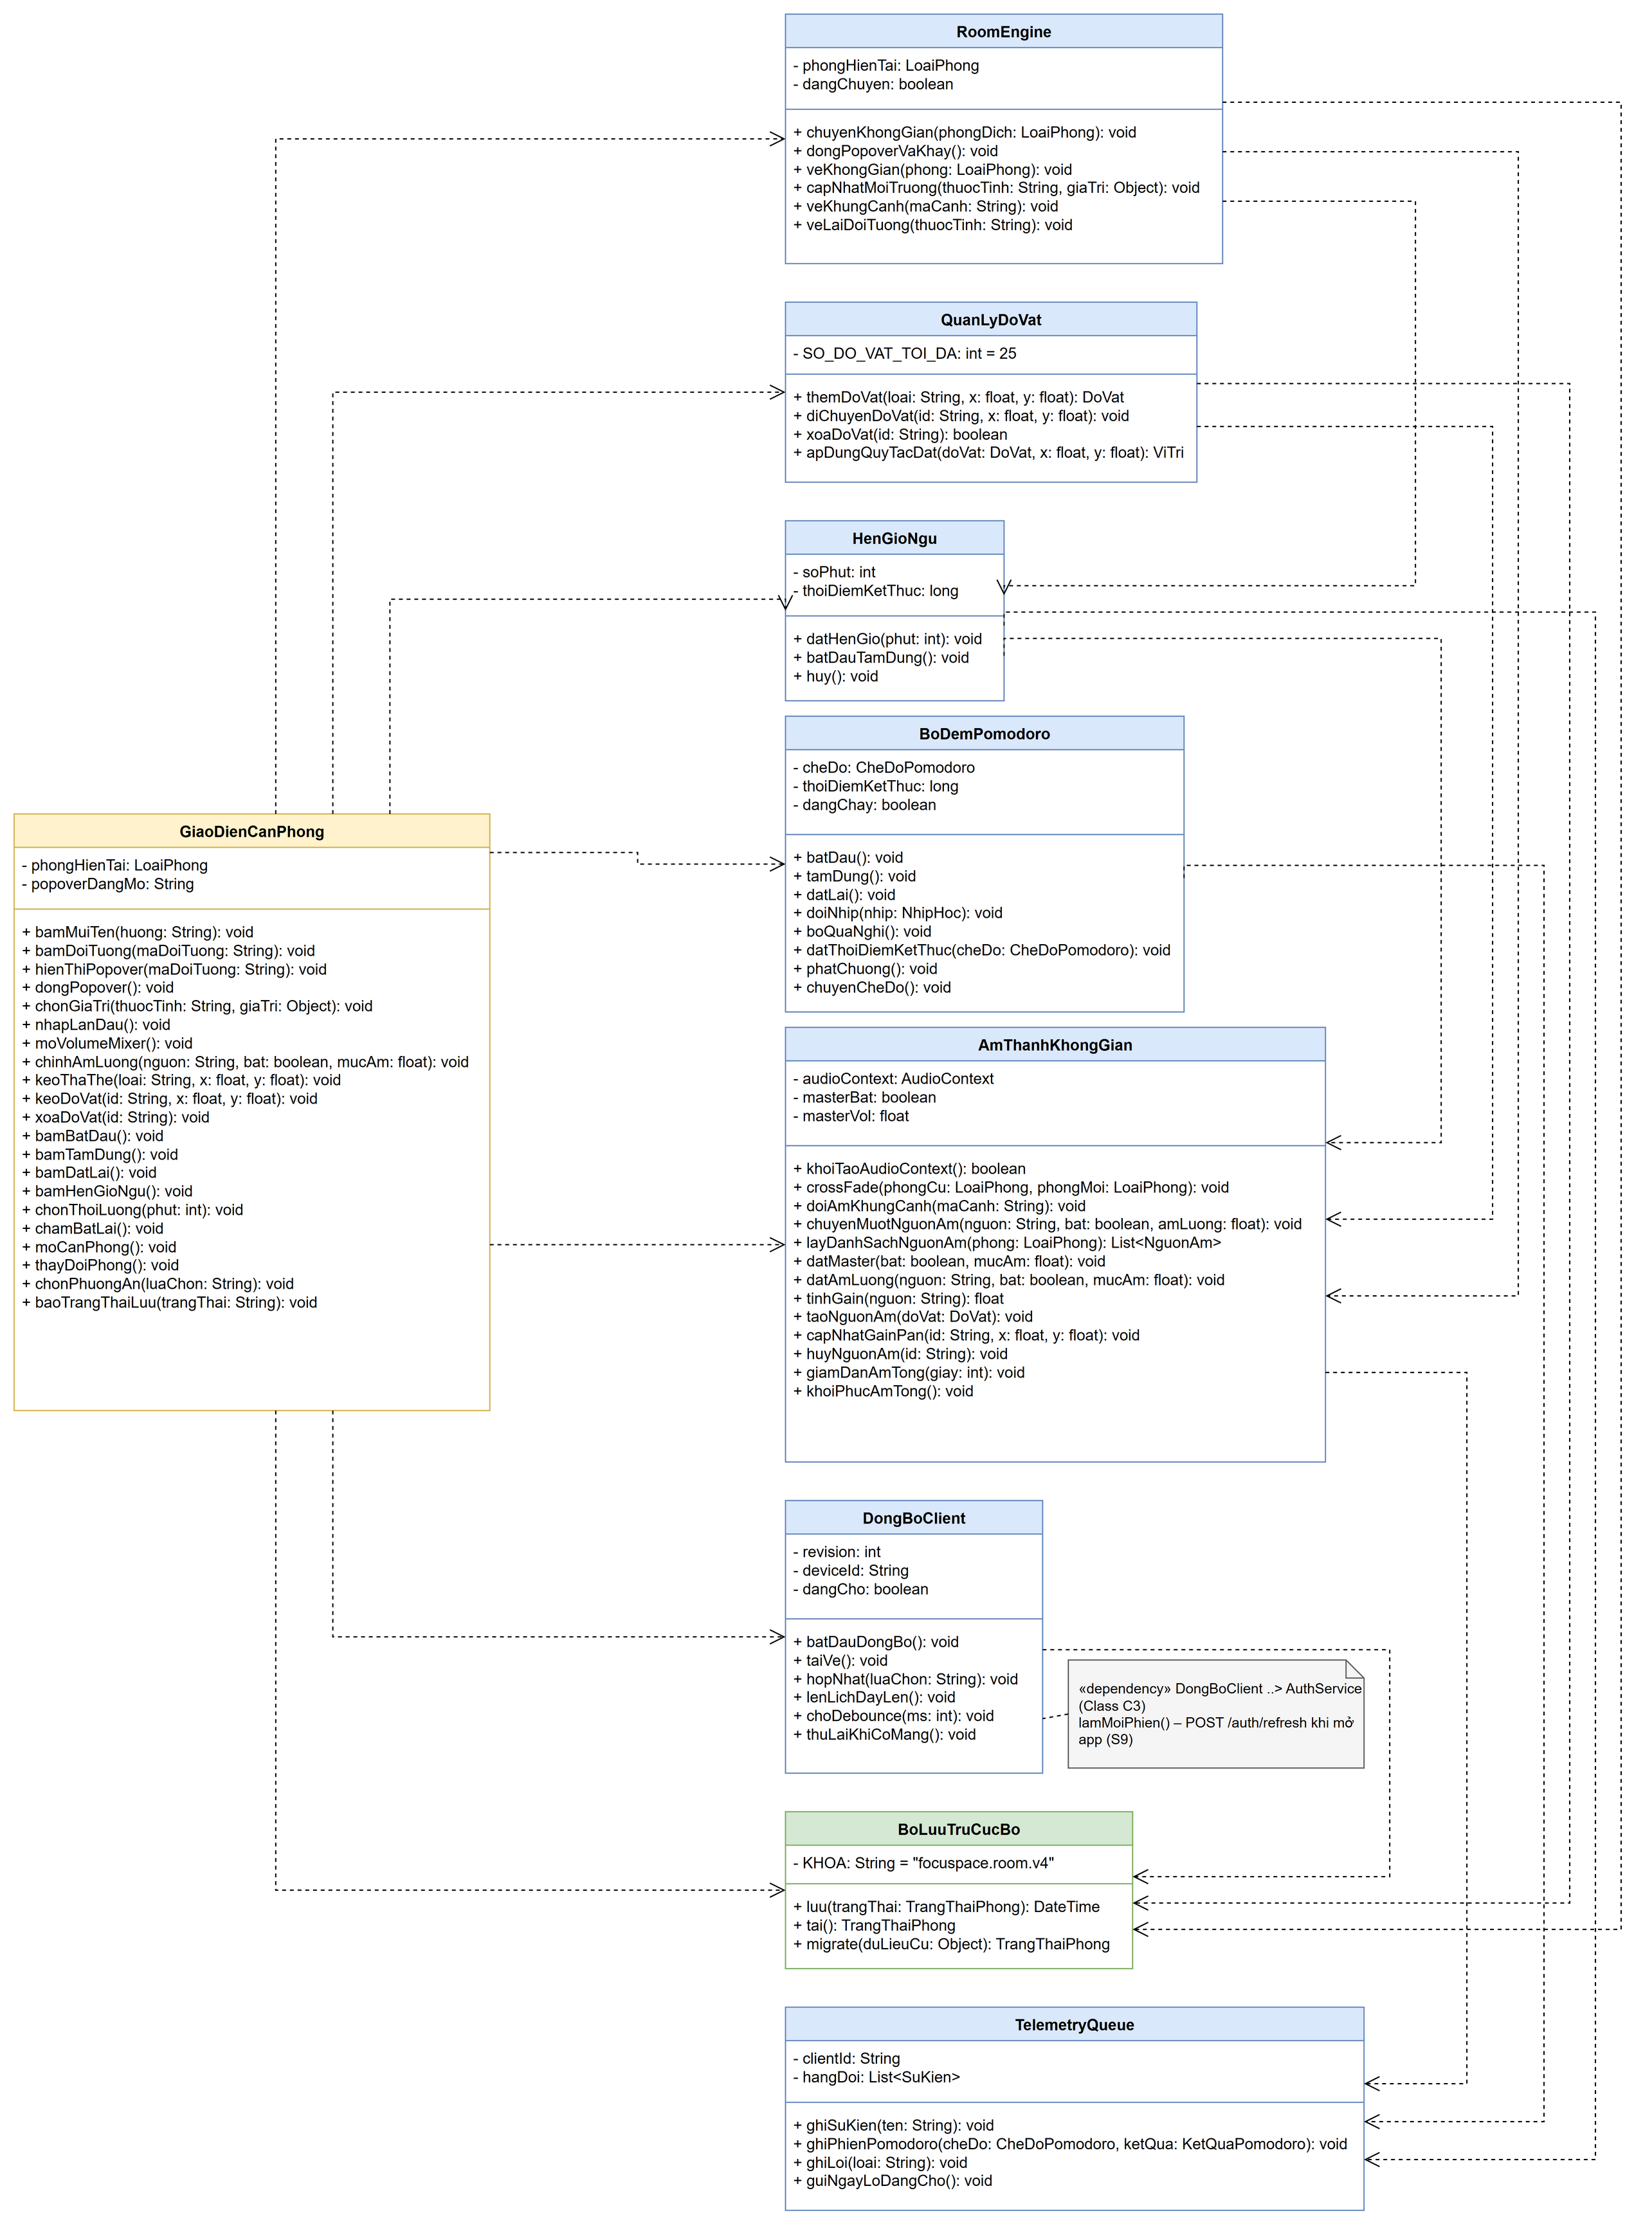 RoomEngine
- phongHienTai: LoaiPhong
- dangChuyen: boolean
+ chuyenKhongGian(phongDich: LoaiPhong): void
+ dongPopoverVaKhay(): void
+ veKhongGian(phong: LoaiPhong): void
+ capNhatMoiTruong(thuocTinh: String, giaTri: Object): void
+ veKhungCanh(maCanh: String): void
+ veLaiDoiTuong(thuocTinh: String): void
QuanLyDoVat
- SO_DO_VAT_TOI_DA: int = 25
+ themDoVat(loai: String, x: float, y: float): DoVat
+ diChuyenDoVat(id: String, x: float, y: float): void
+ xoaDoVat(id: String): boolean
+ apDungQuyTacDat(doVat: DoVat, x: float, y: float): ViTri
HenGioNgu
- soPhut: int
- thoiDiemKetThuc: long
+ datHenGio(phut: int): void
+ batDauTamDung(): void
+ huy(): void
BoDemPomodoro
- cheDo: CheDoPomodoro
- thoiDiemKetThuc: long
- dangChay: boolean
+ batDau(): void
+ tamDung(): void
+ datLai(): void
+ doiNhip(nhip: NhipHoc): void
+ boQuaNghi(): void
+ datThoiDiemKetThuc(cheDo: CheDoPomodoro): void
+ phatChuong(): void
+ chuyenCheDo(): void
GiaoDienCanPhong
- phongHienTai: LoaiPhong
- popoverDangMo: String
+ bamMuiTen(huong: String): void
+ bamDoiTuong(maDoiTuong: String): void
+ hienThiPopover(maDoiTuong: String): void
+ dongPopover(): void
+ chonGiaTri(thuocTinh: String, giaTri: Object): void
+ nhapLanDau(): void
+ moVolumeMixer(): void
+ chinhAmLuong(nguon: String, bat: boolean, mucAm: float): void
+ keoThaThe(loai: String, x: float, y: float): void
+ keoDoVat(id: String, x: float, y: float): void
+ xoaDoVat(id: String): void
+ bamBatDau(): void
+ bamTamDung(): void
+ bamDatLai(): void
+ bamHenGioNgu(): void
+ chonThoiLuong(phut: int): void
+ chamBatLai(): void
+ moCanPhong(): void
+ thayDoiPhong(): void
+ chonPhuongAn(luaChon: String): void
+ baoTrangThaiLuu(trangThai: String): void
AmThanhKhongGian
- audioContext: AudioContext
- masterBat: boolean
- masterVol: float
+ khoiTaoAudioContext(): boolean
+ crossFade(phongCu: LoaiPhong, phongMoi: LoaiPhong): void
+ doiAmKhungCanh(maCanh: String): void
+ chuyenMuotNguonAm(nguon: String, bat: boolean, amLuong: float): void
+ layDanhSachNguonAm(phong: LoaiPhong): List<NguonAm>
+ datMaster(bat: boolean, mucAm: float): void
+ datAmLuong(nguon: String, bat: boolean, mucAm: float): void
+ tinhGain(nguon: String): float
+ taoNguonAm(doVat: DoVat): void
+ capNhatGainPan(id: String, x: float, y: float): void
+ huyNguonAm(id: String): void
+ giamDanAmTong(giay: int): void
+ khoiPhucAmTong(): void
DongBoClient
- revision: int
- deviceId: String
- dangCho: boolean
+ batDauDongBo(): void
+ taiVe(): void
+ hopNhat(luaChon: String): void
+ lenLichDayLen(): void
+ choDebounce(ms: int): void
+ thuLaiKhiCoMang(): void
«dependency» DongBoClient ..> AuthService
(Class C3)
lamMoiPhien() – POST /auth/refresh khi mở
app (S9)
BoLuuTruCucBo
- KHOA: String = "focuspace.room.v4"
+ luu(trangThai: TrangThaiPhong): DateTime
+ tai(): TrangThaiPhong
+ migrate(duLieuCu: Object): TrangThaiPhong
TelemetryQueue
- clientId: String
- hangDoi: List<SuKien>
+ ghiSuKien(ten: String): void
+ ghiPhienPomodoro(cheDo: CheDoPomodoro, ketQua: KetQuaPomodoro): void
+ ghiLoi(loai: String): void
+ guiNgayLoDangCho(): void